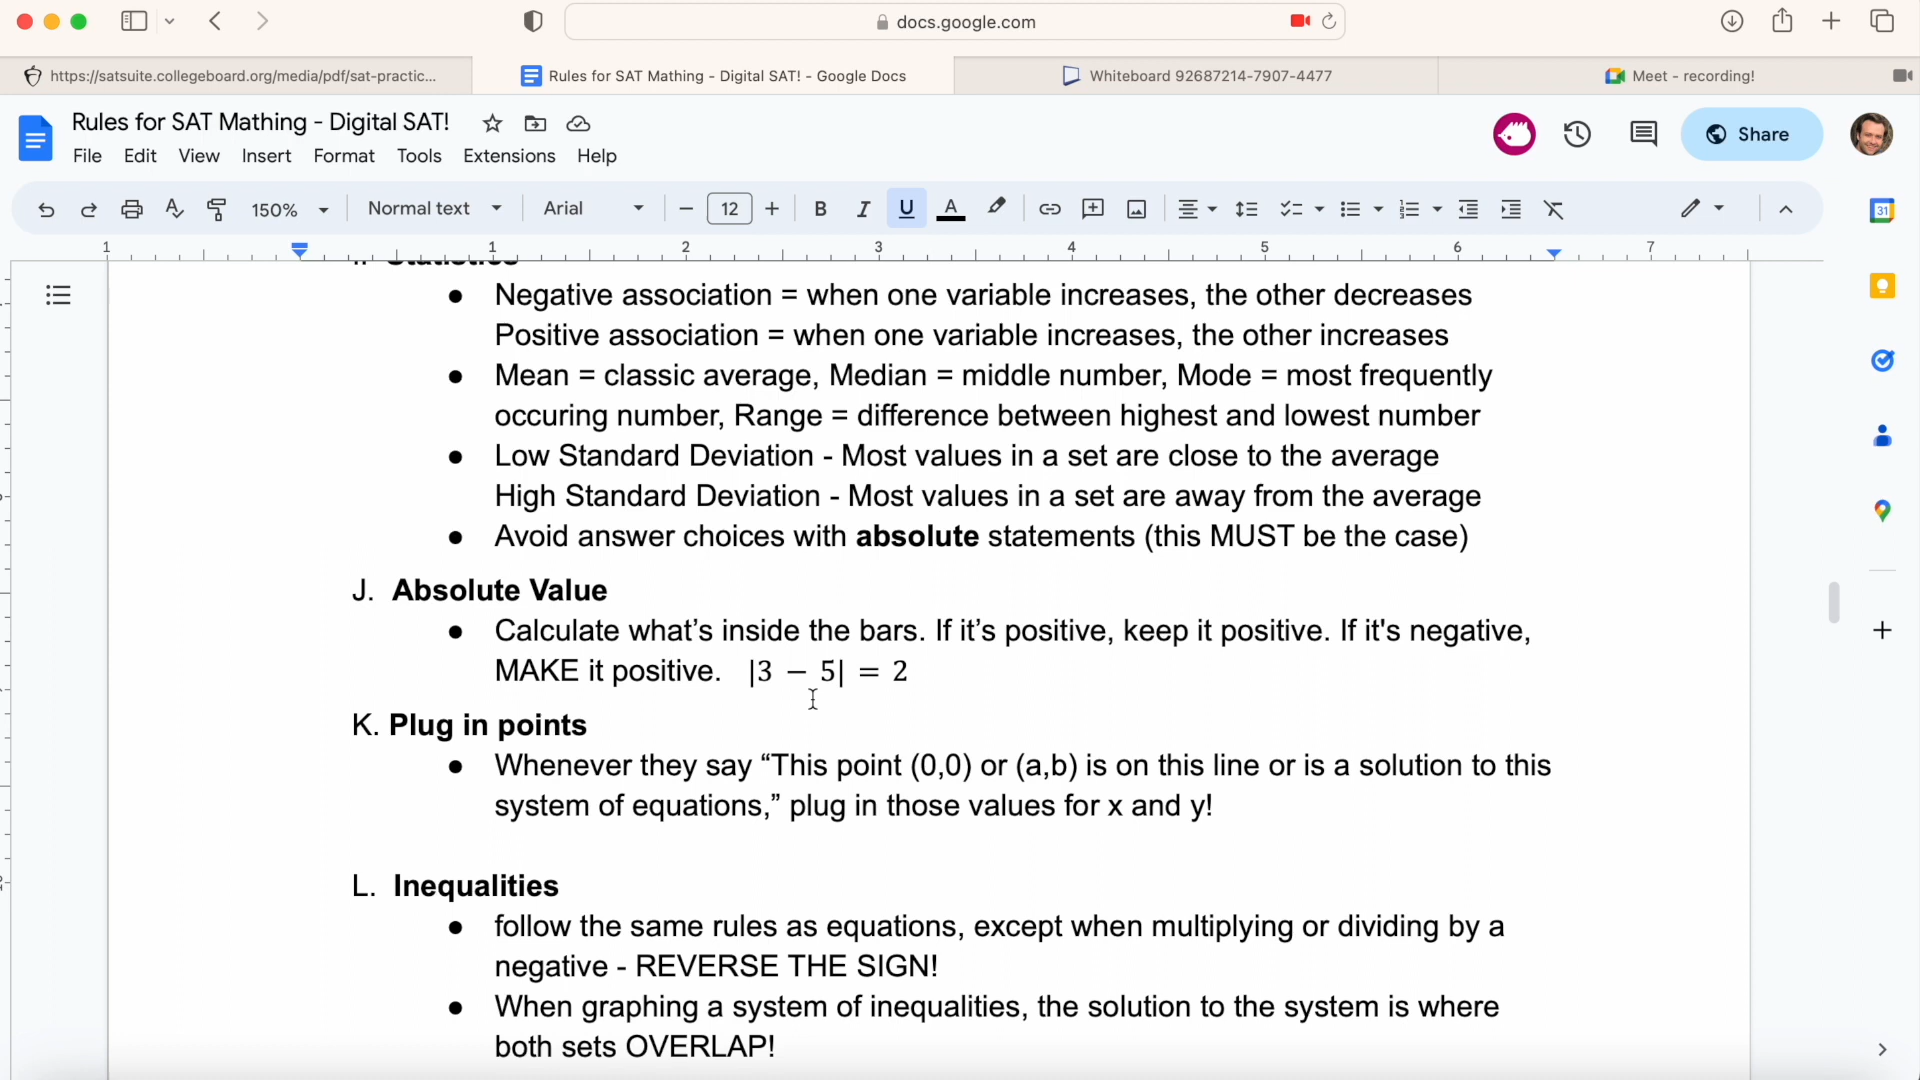 docs.google.com
https://satsuite.collegeboard.org/media/pdf/sat-practic...
Rules for SAT Mathing - Digital SAT! - Google Docs
Whiteboard 92687214-7907-4477
Meet - recording!
Rules for SAT Mathing - Digital SAT!
File Edit View Insert Format Tools Extensions Help
Share
150% Normal text Arial 12 B I U A
31
1 1 2 3 4 5 6 7
● Negative association = when one variable increases, the other decreases
Positive association = when one variable increases, the other increases
● Mean = classic average, Median = middle number, Mode = most frequently
occuring number, Range = difference between highest and lowest number
● Low Standard Deviation - Most values in a set are close to the average
High Standard Deviation - Most values in a set are away from the average
● Avoid answer choices with absolute statements (this MUST be the case)
J. Absolute Value
● Calculate what’s inside the bars. If it’s positive, keep it positive. If it's negative,
MAKE it positive. |3 − 5| = 2
K. Plug in points
● Whenever they say “This point (0,0) or (a,b) is on this line or is a solution to this
system of equations,” plug in those values for x and y!
L. Inequalities
● follow the same rules as equations, except when multiplying or dividing by a
negative - REVERSE THE SIGN!
● When graphing a system of inequalities, the solution to the system is where
both sets OVERLAP!